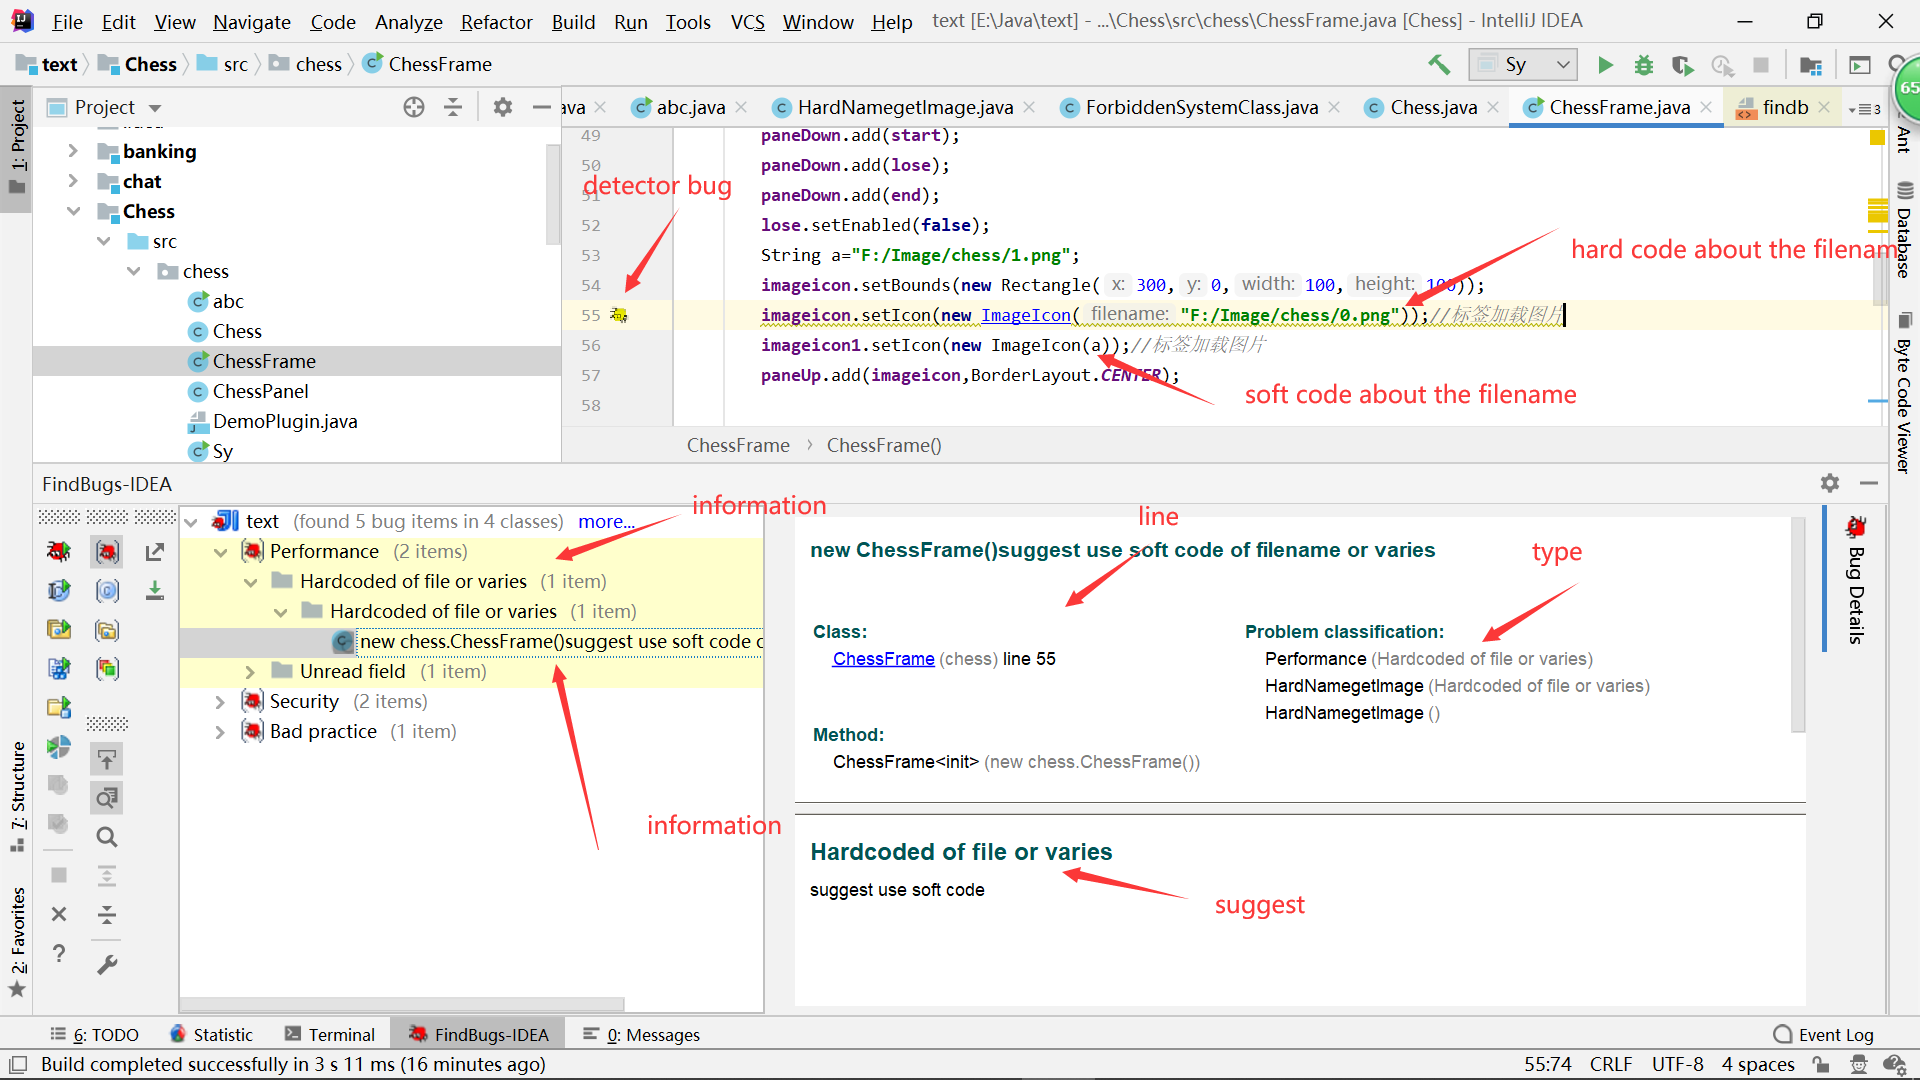 File Edit View Navigate Code Analyze Refactor Build Run Tools VCS Window Help text [E:\Java\text] - ...\Chess\src\chess\ChessFrame.java [Chess] - IntelliJ IDEA
text Chess src chess ChessFrame Sy
65
1: Project
Project
ava abc.java HardNamegetImage.java ForbiddenSystemClass.java Chess.java ChessFrame.java findb 3
banking
chat
Chess
src
chess
abc
Chess
ChessFrame
ChessPanel
DemoPlugin.java
Sy
49 paneDown.add(start);
50 paneDown.add(lose);
detector bug
51 paneDown.add(end);
52 lose.setEnabled(false);
53 String a="F:/Image/chess/1.png";
hard code about the filenam
54 imageicon.setBounds(new Rectangle( x: 300, y: 0, width: 100, height: 100));
55 imageicon.setIcon(new ImageIcon( filename: "F:/Image/chess/0.png"));//标签加载图片
56 imageicon1.setIcon(new ImageIcon(a));//标签加载图片
57 paneUp.add(imageicon,BorderLayout.CENTER);
soft code about the filename
58
ChessFrame › ChessFrame()
Ant
Database
Byte Code Viewer
FindBugs-IDEA
information
text (found 5 bug items in 4 classes) more...
Performance (2 items)
Hardcoded of file or varies (1 item)
Hardcoded of file or varies (1 item)
new chess.ChessFrame()suggest use soft code o
Unread field (1 item)
Security (2 items)
Bad practice (1 item)
information
line
new ChessFrame()suggest use soft code of filename or varies
type
Class:
ChessFrame (chess) line 55
Problem classification:
Performance (Hardcoded of file or varies)
HardNamegetImage (Hardcoded of file or varies)
HardNamegetImage ()
Method:
ChessFrame<init> (new chess.ChessFrame())
Hardcoded of file or varies
suggest use soft code
suggest
Bug Details
7: Structure
2: Favorites
6: TODO Statistic Terminal FindBugs-IDEA 0: Messages Event Log
Build completed successfully in 3 s 11 ms (16 minutes ago) 55:74 CRLF UTF-8 4 spaces